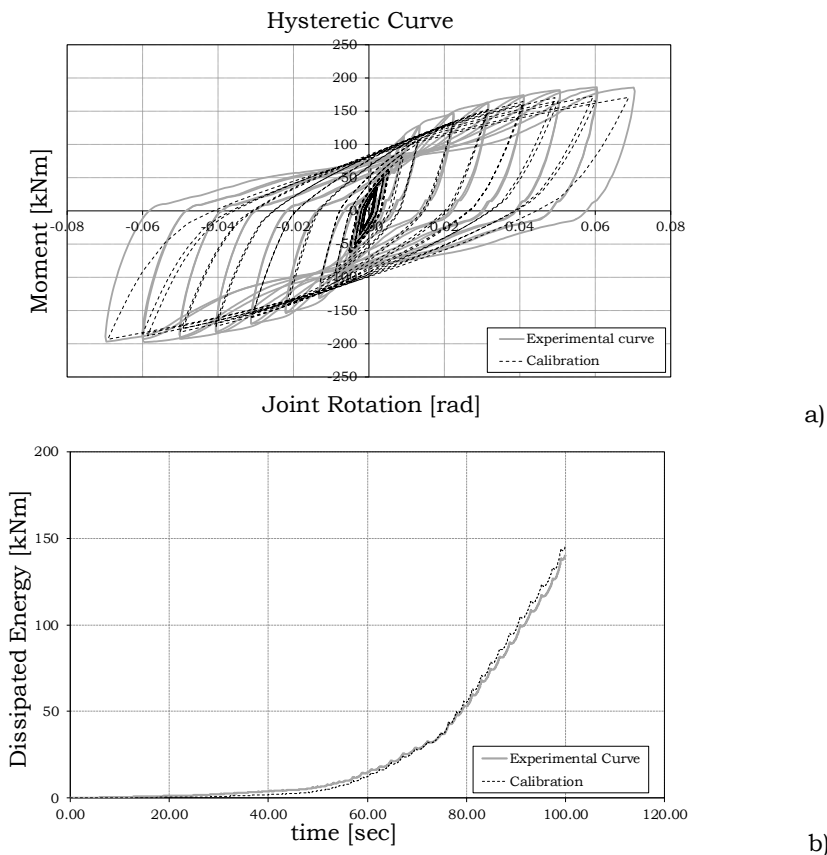 Hysteretic Curve
250
200
150
100
50
0
-0.08 -0.06 -0.04 -0.02 0.02 0.04 0.06 0.08
-50
-100
-150
-200
-250
Moment [kNm]
Experimental curve
Calibration
Joint Rotation [rad]
a)
200
150
100
50
0
Dissipated Energy [kNm]
Experimental Curve
Calibration
0.00 20.00 40.00 60.00 80.00 100.00 120.00
time [sec]
b)